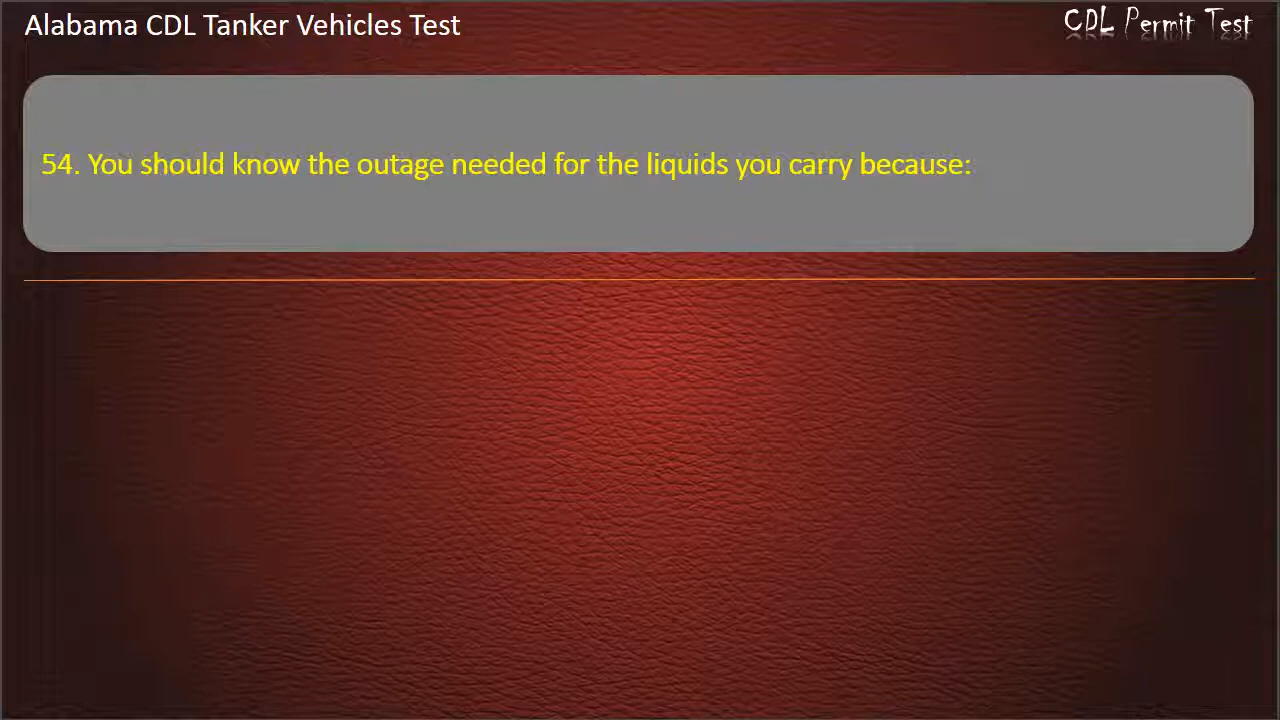 Alabama CDL Tanker Vehicles Test
CDL Permit Test
54. You should know the outage needed for the liquids you carry because: